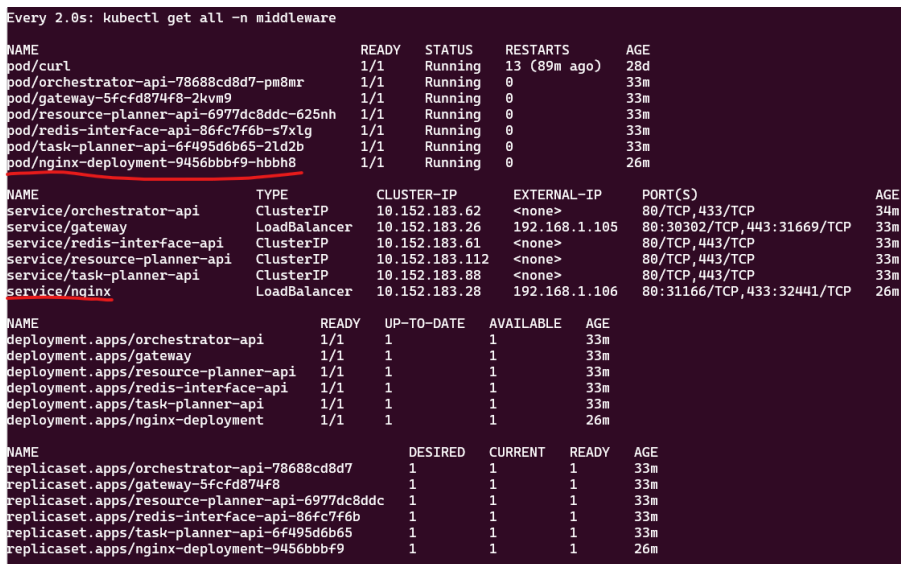 Every 2.0s: kubectl get all -n middleware
NAME READY STATUS RESTARTS AGE
pod/curl 1/1 Running 13 (89m ago) 28d
pod/orchestrator-api-78688cd8d7-pm8mr 1/1 Running 0 33m
pod/gateway-5fcfd874f8-2kvm9 1/1 Running 0 33m
pod/resource-planner-api-6977dc8ddc-625nh 1/1 Running 0 33m
pod/redis-interface-api-86fc7f6b-s7xlg 1/1 Running 0 33m
pod/task-planner-api-6f495d6b65-2ld2b 1/1 Running 0 33m
pod/nginx-deployment-9456bbbf9-hbbh8 1/1 Running 0 26m
NAME TYPE CLUSTER-IP EXTERNAL-IP PORT(S) AGE
service/orchestrator-api ClusterIP 10.152.183.62 <none> 80/TCP,433/TCP 34m
service/gateway LoadBalancer 10.152.183.26 192.168.1.105 80:30302/TCP,443:31669/TCP 33m
service/redis-interface-api ClusterIP 10.152.183.61 <none> 80/TCP,443/TCP 33m
service/resource-planner-api ClusterIP 10.152.183.112 <none> 80/TCP,443/TCP 33m
service/task-planner-api ClusterIP 10.152.183.88 <none> 80/TCP,443/TCP 33m
service/nginx LoadBalancer 10.152.183.28 192.168.1.106 80:31166/TCP,433:32441/TCP 26m
NAME READY UP-TO-DATE AVAILABLE AGE
deployment.apps/orchestrator-api 1/1 1 1 33m
deployment.apps/gateway 1/1 1 1 33m
deployment.apps/resource-planner-api 1/1 1 1 33m
deployment.apps/redis-interface-api 1/1 1 1 33m
deployment.apps/task-planner-api 1/1 1 1 33m
deployment.apps/nginx-deployment 1/1 1 1 26m
NAME DESIRED CURRENT READY AGE
replicaset.apps/orchestrator-api-78688cd8d7 1 1 1 33m
replicaset.apps/gateway-5fcfd874f8 1 1 1 33m
replicaset.apps/resource-planner-api-6977dc8ddc 1 1 1 33m
replicaset.apps/redis-interface-api-86fc7f6b 1 1 1 33m
replicaset.apps/task-planner-api-6f495d6b65 1 1 1 33m
replicaset.apps/nginx-deployment-9456bbbf9 1 1 1 26m